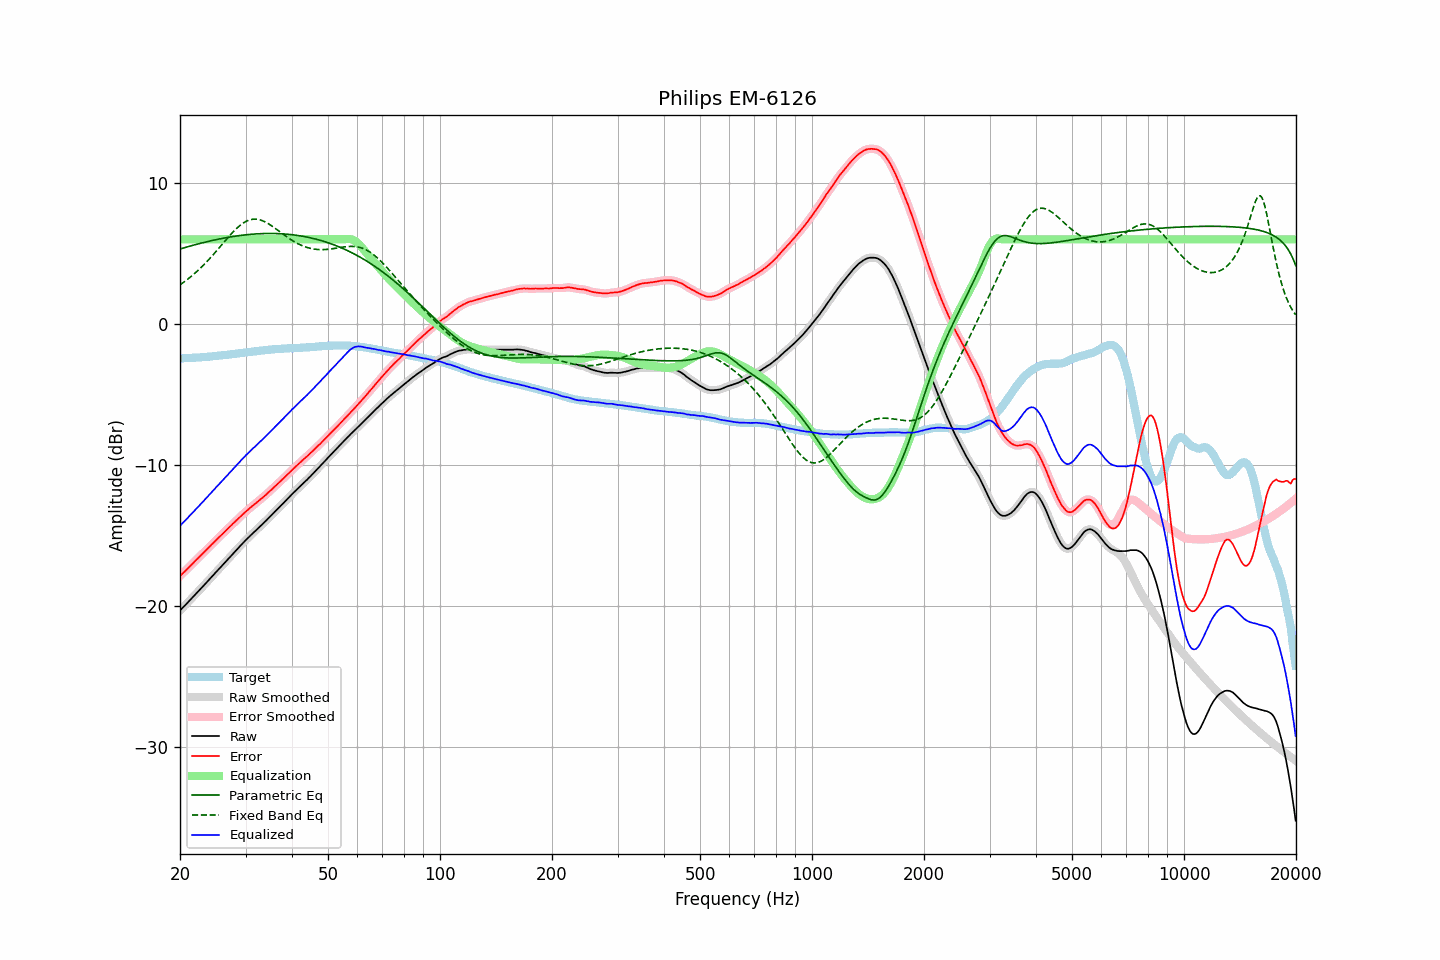 Philips EM-6126
Amplitude (dBr)
10
0
−10
−20
−30
Target
Raw Smoothed
Error Smoothed
Raw
Error
Equalization
Parametric Eq
Fixed Band Eq
Equalized
20 50 100 200 500 1000 2000 5000 10000 20000
Frequency (Hz)